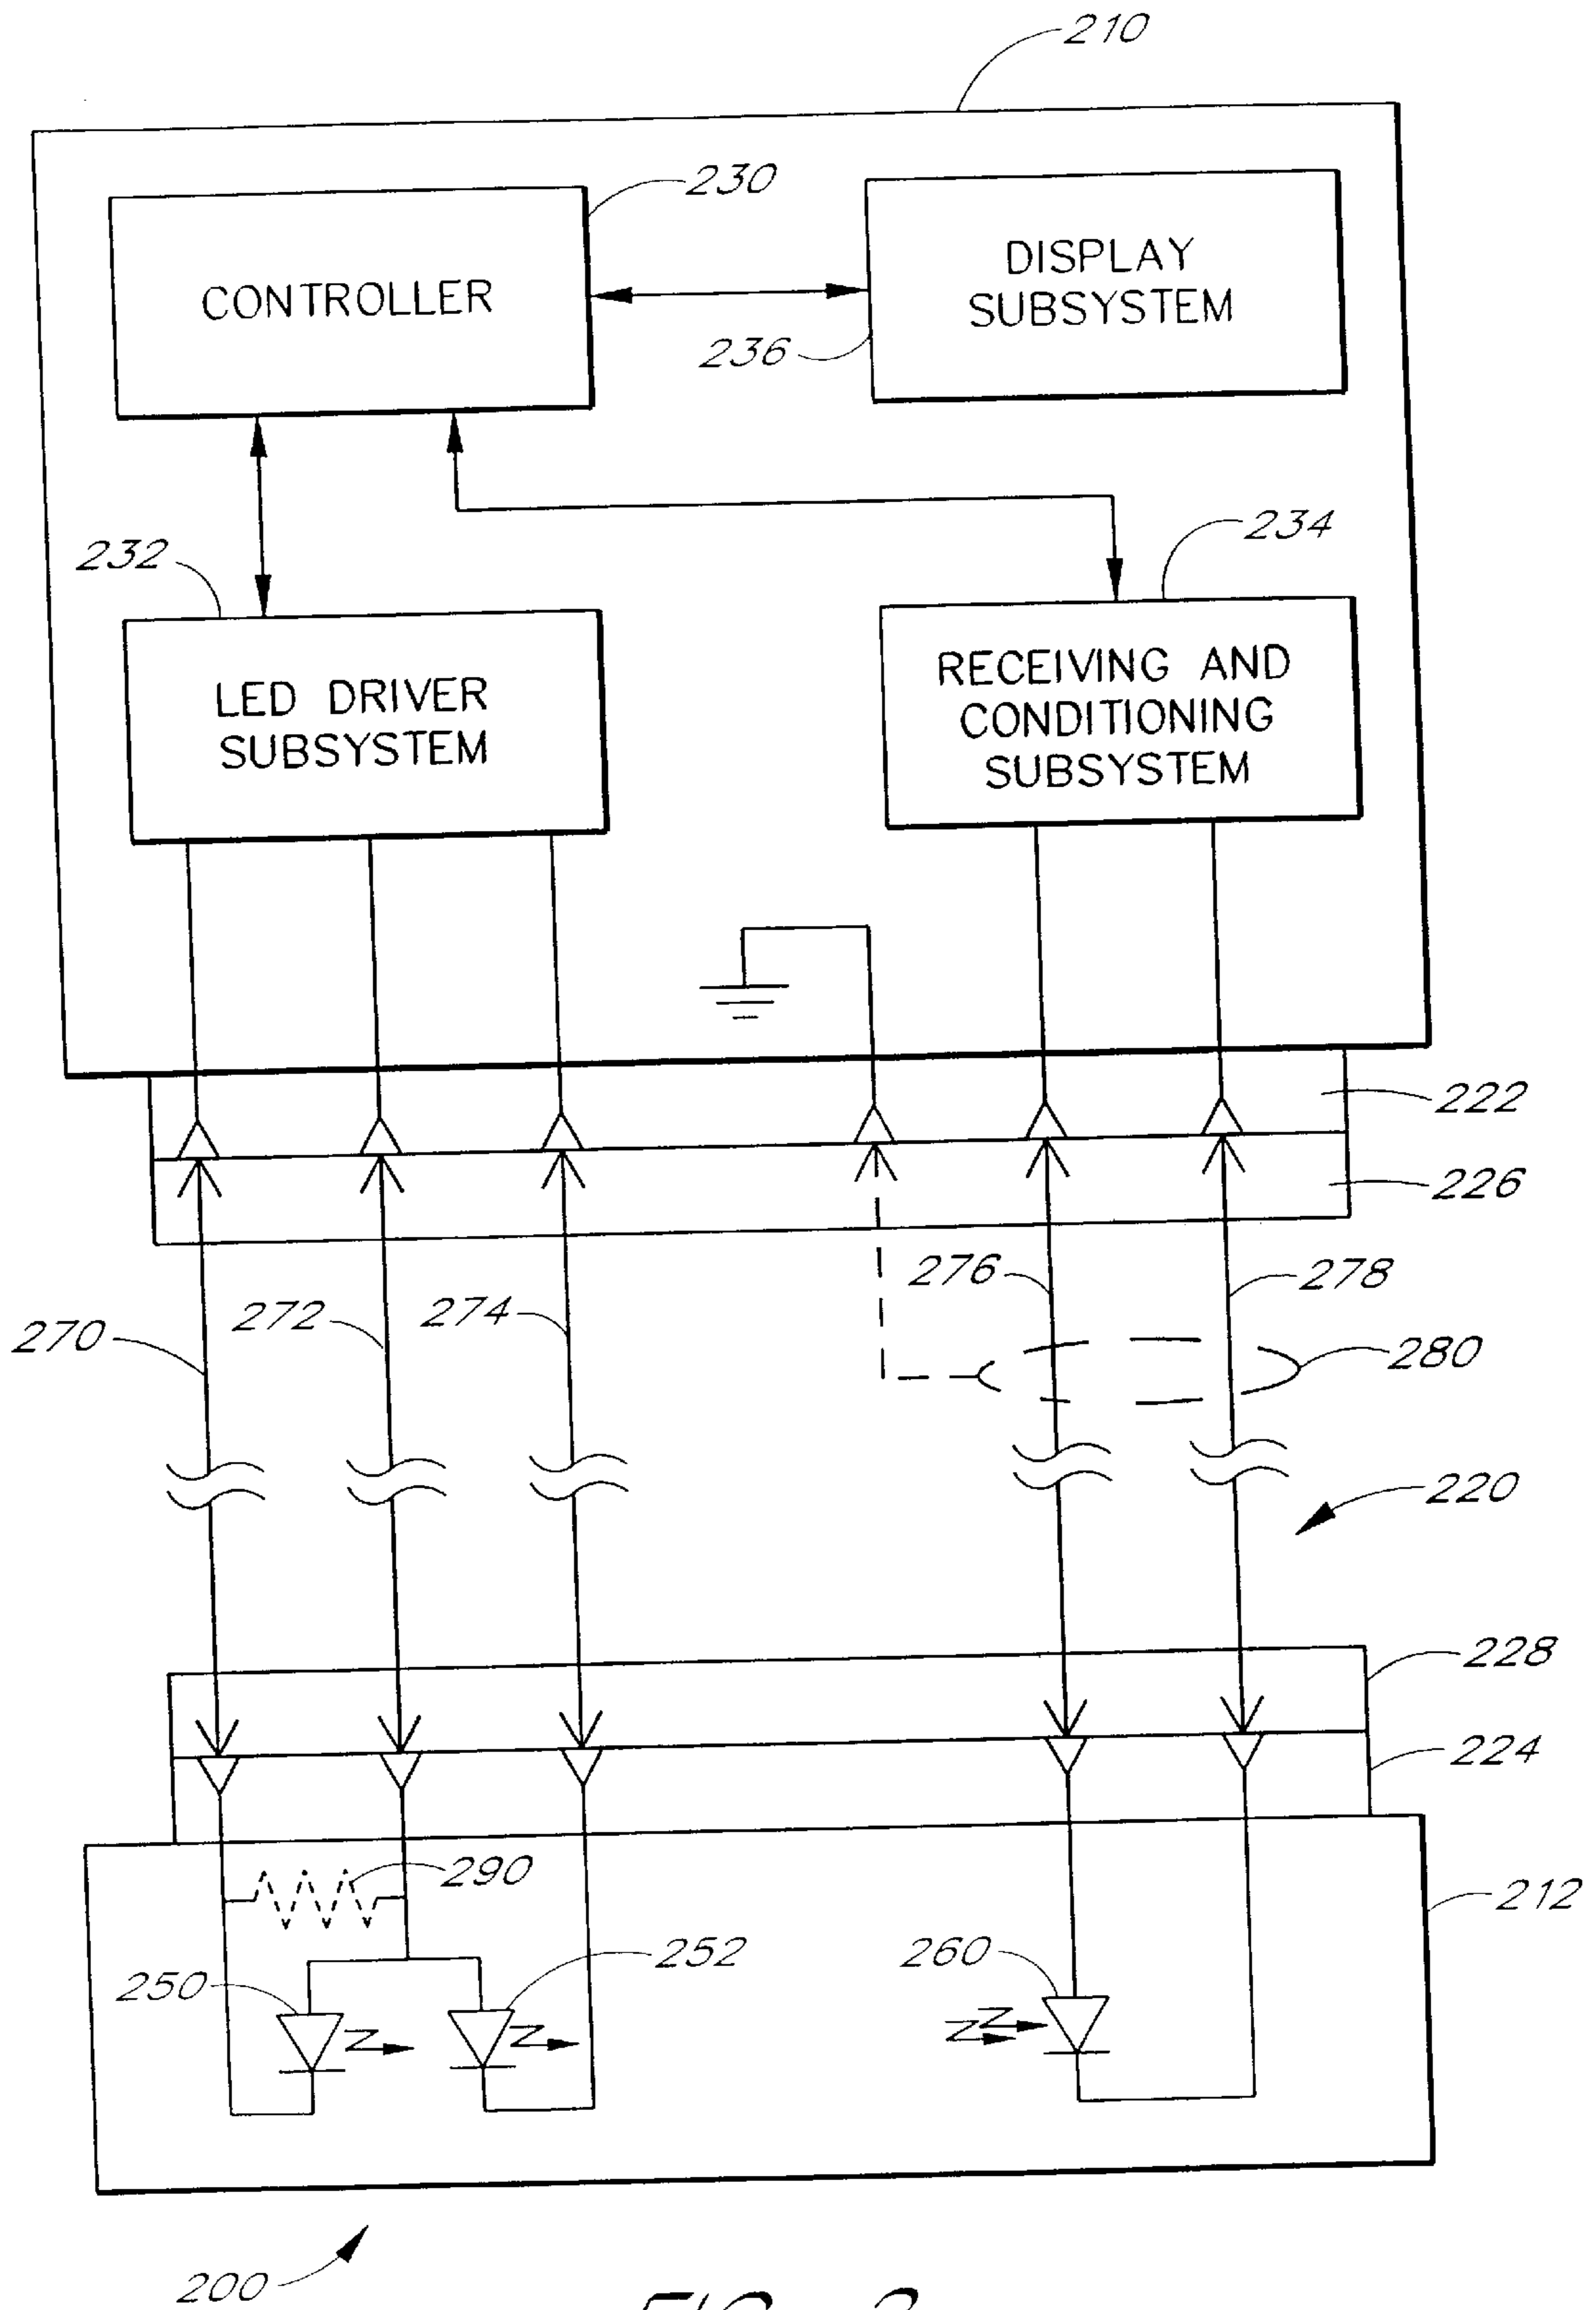 210
230
CONTROLLER
DISPLAY
SUBSYSTEM
236
232
234
LED DRIVER
SUBSYSTEM
RECEIVING AND
CONDITIONING
SUBSYSTEM
222
226
276
278
270
272
274
280
220
228
224
290
212
250
252
260
200